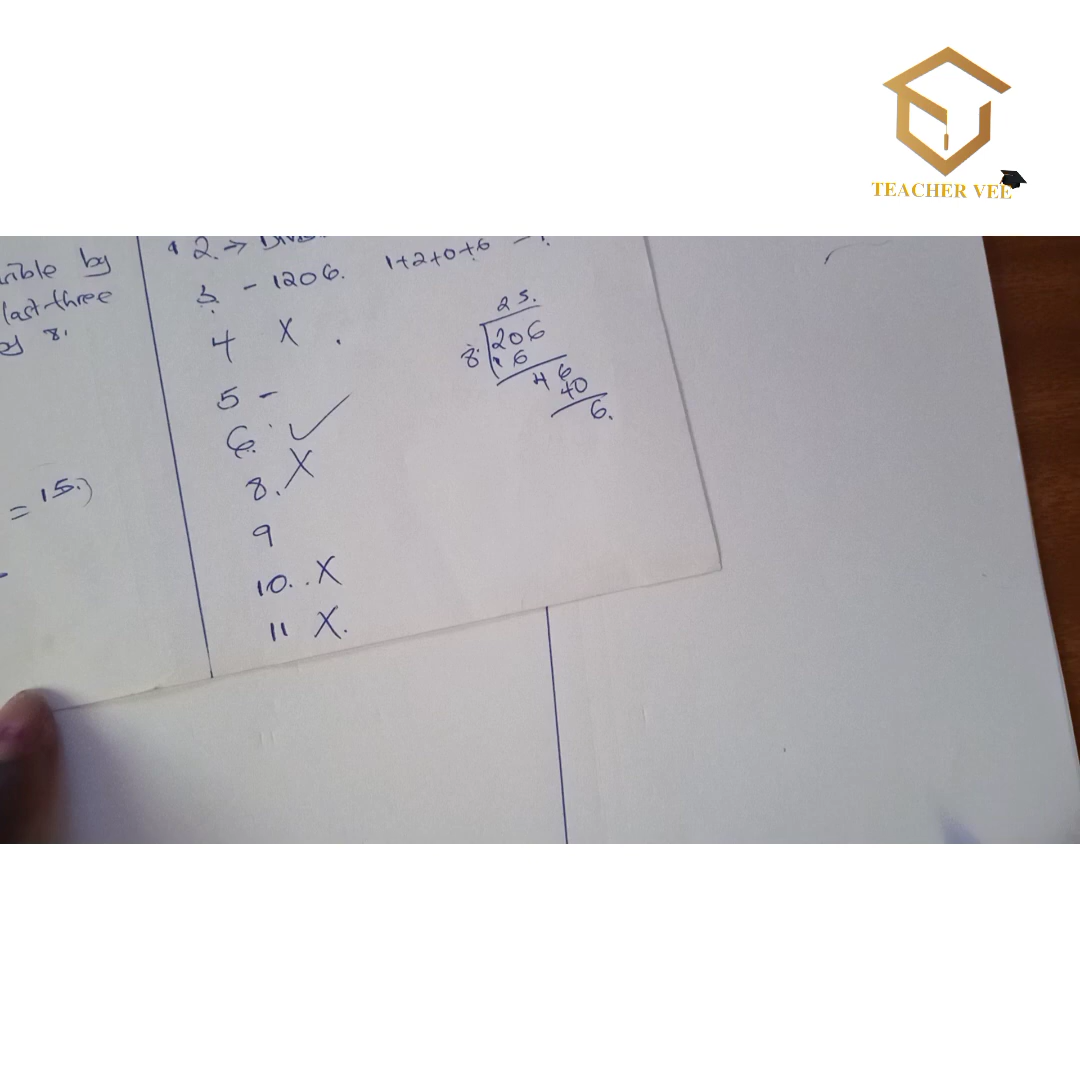 TEACHER VEE
by
last three
8.
= 15.)
2. →
3 - 1206. 1+2+0+6
4 X .
5 -
6. ✓
8. X
9
10. . X
11 X.
25.
8 206
16
46
40
6.